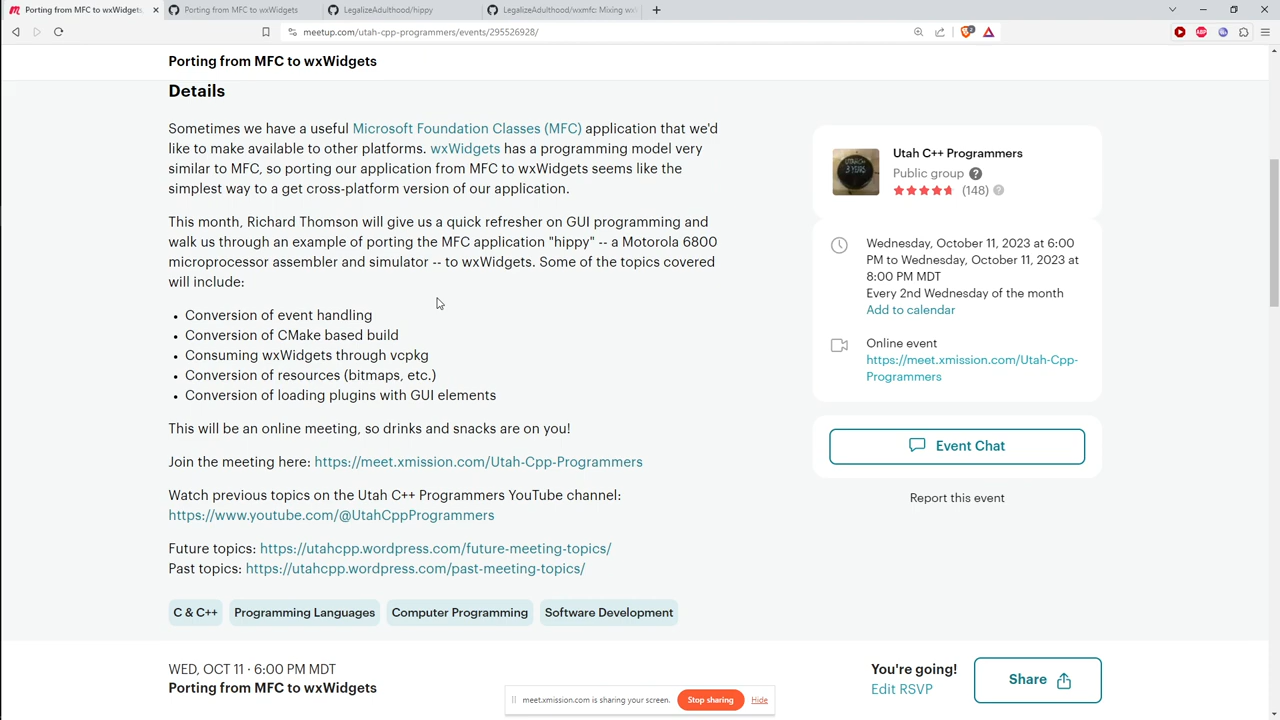 Porting from MFC to wxWidgets,
Porting from MFC to wxWidgets
LegalizeAdulthood/hippy
LegalizeAdulthood/wxmfc: Mixing wx
meetup.com/utah-cpp-programmers/events/295526928/
Porting from MFC to wxWidgets
Details
Sometimes we have a useful Microsoft Foundation Classes (MFC) application that we'd
like to make available to other platforms. wxWidgets has a programming model very
similar to MFC, so porting our application from MFC to wxWidgets seems like the
simplest way to a get cross-platform version of our application.
This month, Richard Thomson will give us a quick refresher on GUI programming and
walk us through an example of porting the MFC application "hippy" -- a Motorola 6800
microprocessor assembler and simulator -- to wxWidgets. Some of the topics covered
will include:
• Conversion of event handling
• Conversion of CMake based build
• Consuming wxWidgets through vcpkg
• Conversion of resources (bitmaps, etc.)
• Conversion of loading plugins with GUI elements
This will be an online meeting, so drinks and snacks are on you!
Join the meeting here: https://meet.xmission.com/Utah-Cpp-Programmers
Watch previous topics on the Utah C++ Programmers YouTube channel:
https://www.youtube.com/@UtahCppProgrammers
Future topics: https://utahcpp.wordpress.com/future-meeting-topics/
Past topics: https://utahcpp.wordpress.com/past-meeting-topics/
C & C++
Programming Languages
Computer Programming
Software Development
Utah C++ Programmers
Public group
(148)
Wednesday, October 11, 2023 at 6:00
PM to Wednesday, October 11, 2023 at
8:00 PM MDT
Every 2nd Wednesday of the month
Add to calendar
Online event
https://meet.xmission.com/Utah-Cpp-
Programmers
Event Chat
Report this event
WED, OCT 11 · 6:00 PM MDT
Porting from MFC to wxWidgets
You're going!
Edit RSVP
Share
meet.xmission.com is sharing your screen.
Stop sharing
Hide